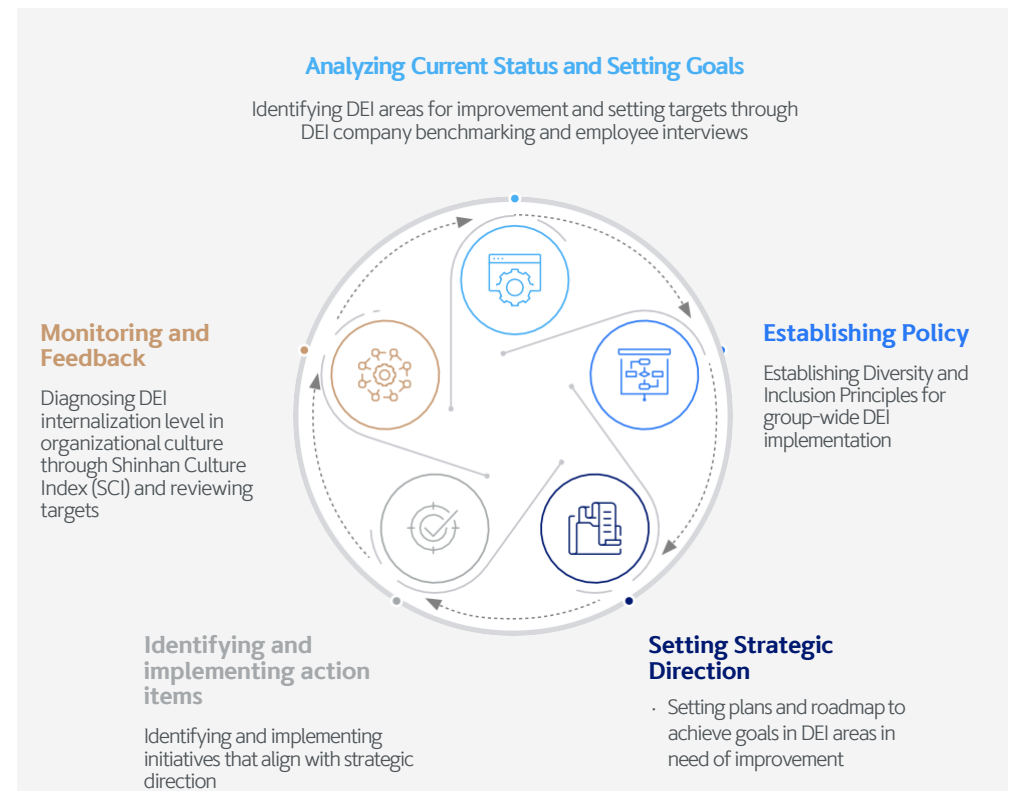 Analyzing Current Status and Setting Goals
Identifying DEI areas for improvement and setting targets through
DEI company benchmarking and employee interviews
Monitoring and
Feedback
Diagnosing DEI
internalization level in
organizational culture
through Shinhan Culture
Index (SCI) and reviewing
targets
Establishing Policy
Establishing Diversity and
Inclusion Principles for
group-wide DEI
implementation
Identifying and
implementing action
items
Identifying and implementing
initiatives that align with strategic
direction
Setting Strategic
Direction
· Setting plans and roadmap to
achieve goals in DEI areas in
need of improvement